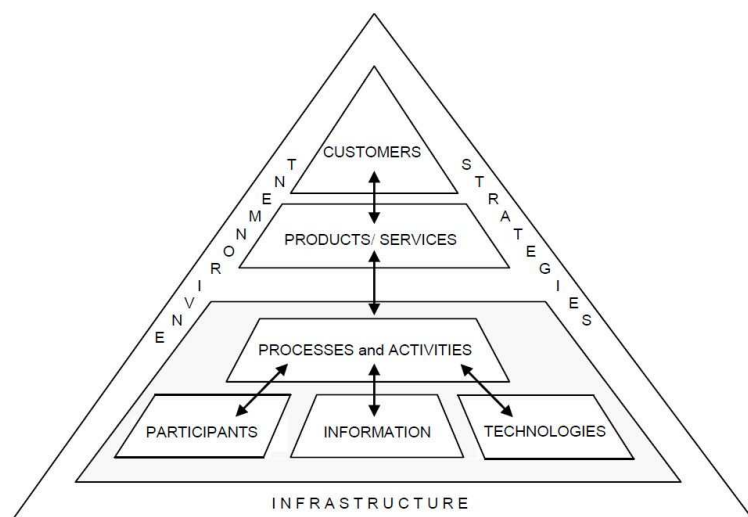 CUSTOMERS
ENVIRONMENT
STRATEGIES
PRODUCTS/ SERVICES
PROCESSES and ACTIVITIES
PARTICIPANTS
INFORMATION
TECHNOLOGIES
INFRASTRUCTURE